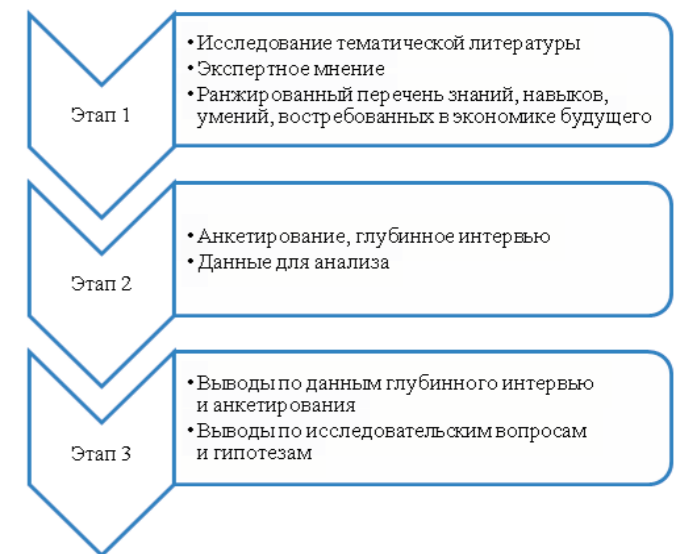 Этап 1
•Исследование тематической литературы
•Экспертное мнение
•Ранжированный перечень знаний, навыков,
умений, востребованных в экономике будущего
Этап 2
•Анкетирование, глубинное интервью
•Данные для анализа
Этап 3
•Выводы по данным глубинного интервью
и анкетирования
•Выводы по исследовательским вопросам
и гипотезам